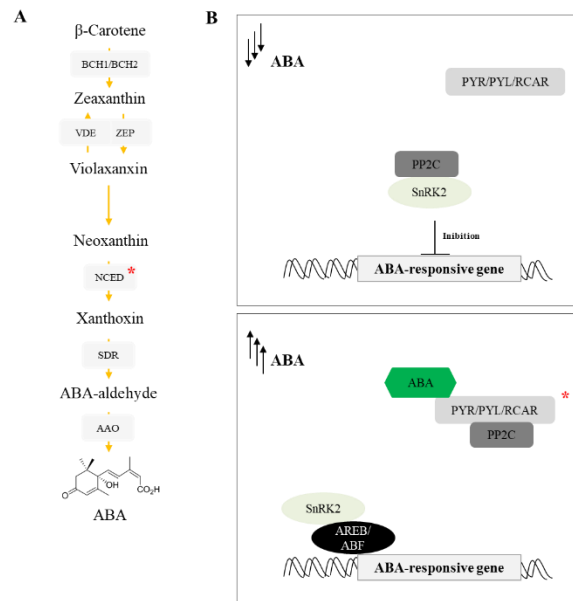 A
β-Carotene
BCH1/BCH2
Zeaxanthin
VDE ZEP
Violaxanxin
Neoxanthin
NCED *
Xanthoxin
SDR
ABA-aldehyde
AAO
OH
O
CO₂H
ABA
B
ABA
PYR/PYL/RCAR
PP2C
SnRK2
Inibition
ABA-responsive gene
ABA
ABA
PYR/PYL/RCAR *
PP2C
SnRK2
AREB/
ABF
ABA-responsive gene